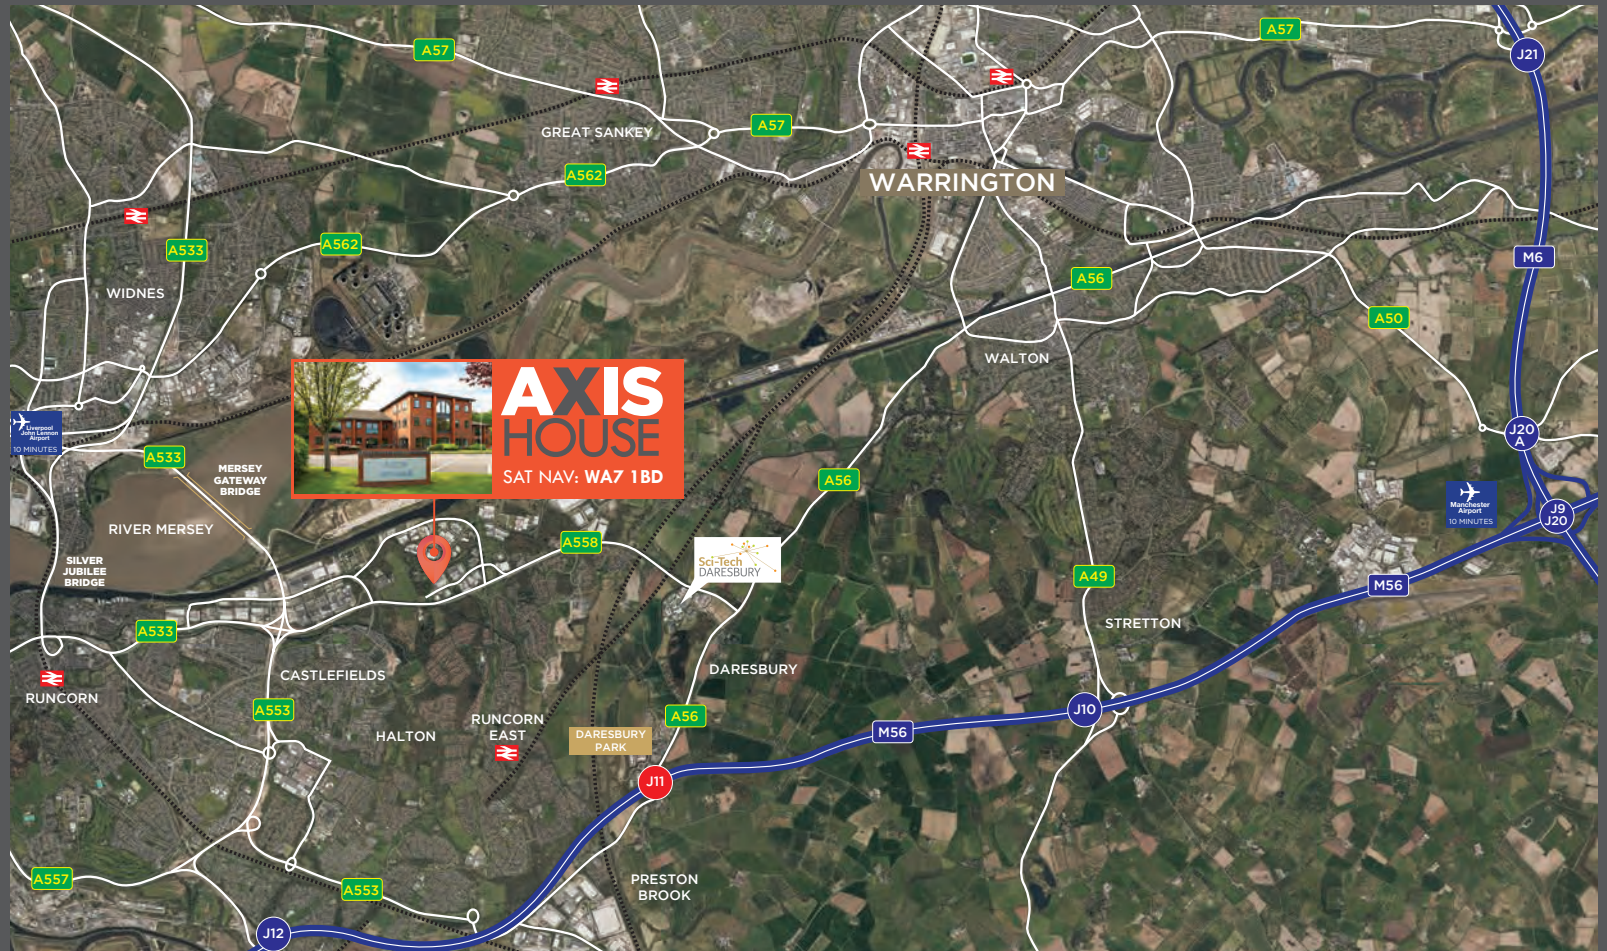 A57
A57
J21
GREAT SANKEY
A57
A562
WARRINGTON
A533
A562
M6
A56
WIDNES
A50
WALTON
AXIS
HOUSE
SAT NAV: WA7 1BD
Liverpool
John Lennon
Airport
10 MINUTES
J20
A
A533
MERSEY
GATEWAY
BRIDGE
A56
Manchester
Airport
10 MINUTES
J9
J20
RIVER MERSEY
A558
Sci-Tech
DARESBURY
SILVER
JUBILEE
BRIDGE
A49
M56
A533
STRETTON
CASTLEFIELDS
DARESBURY
RUNCORN
A553
J10
A56
RUNCORN
EAST
HALTON
DARESBURY
PARK
M56
J11
A557
A553
PRESTON
BROOK
J12